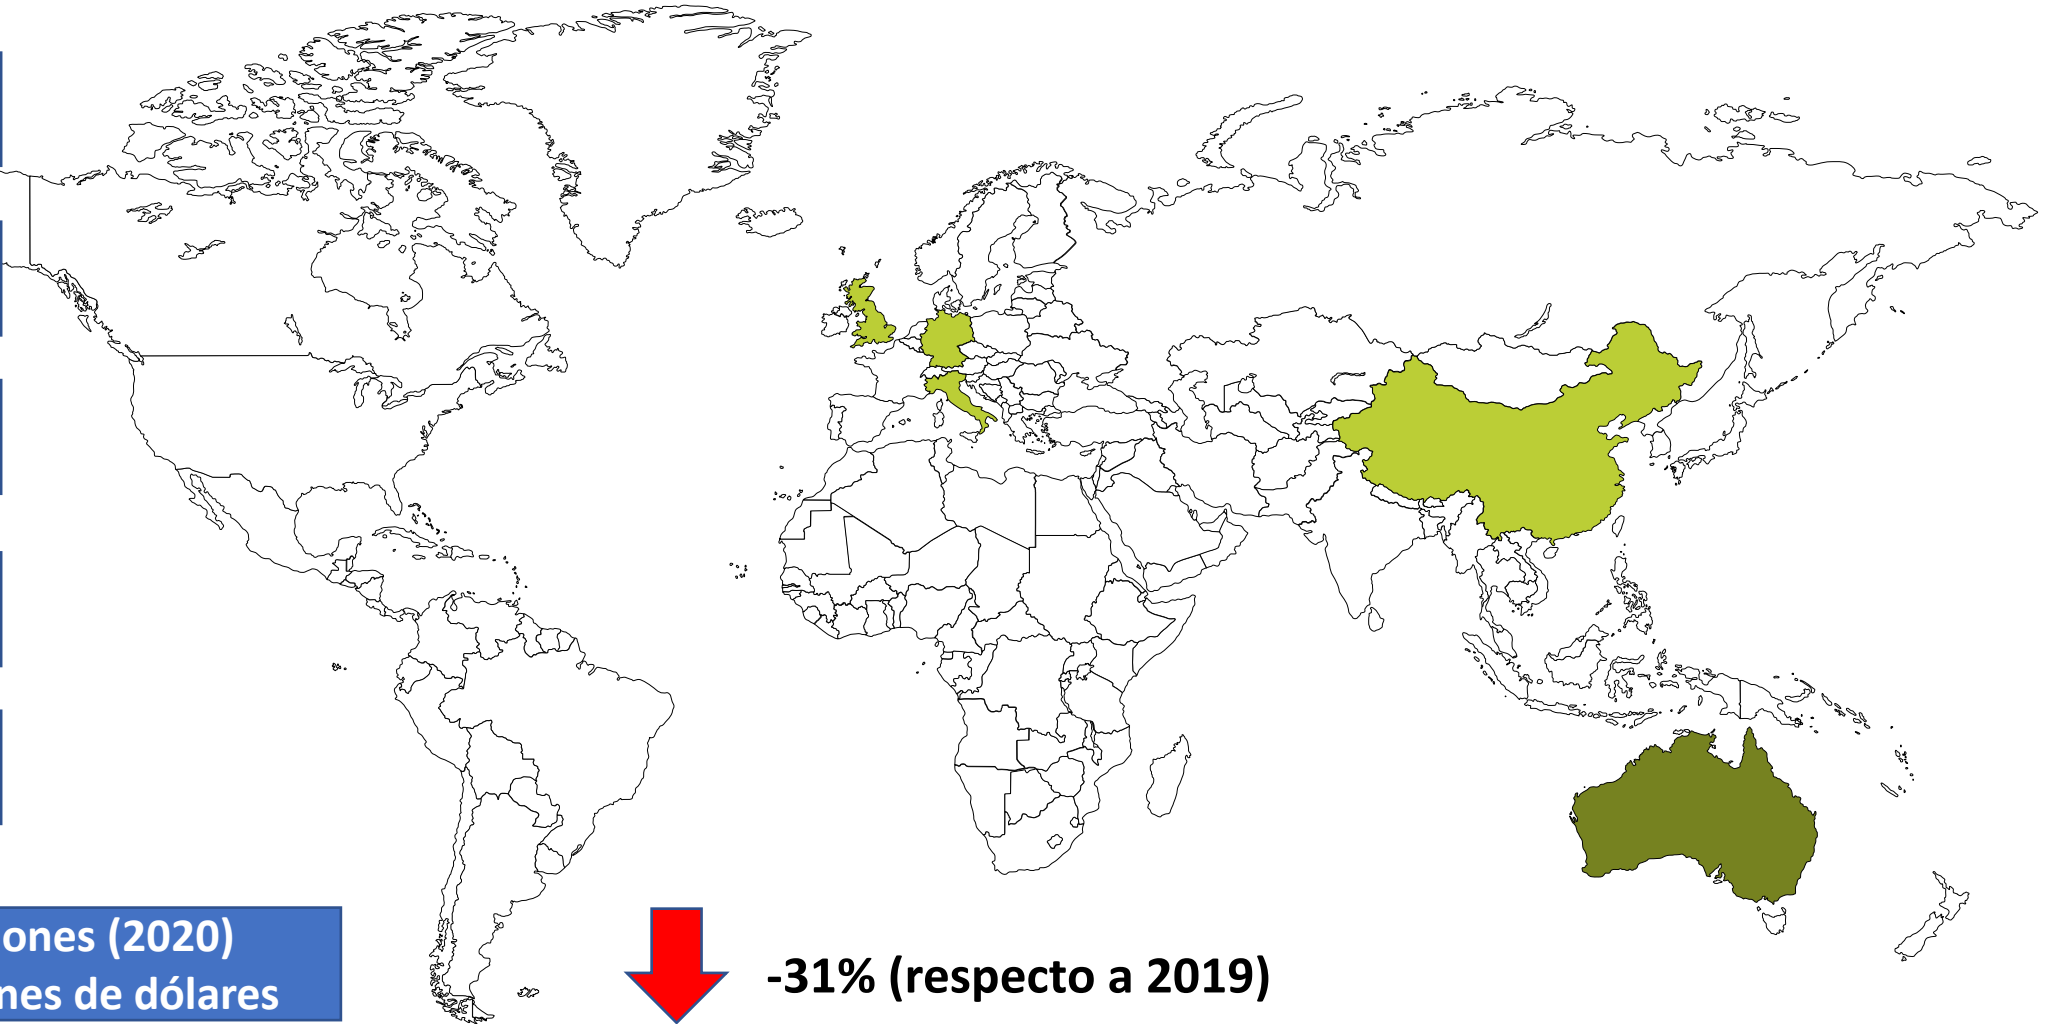 ones (2020)
nes de dólares
-31% (respecto a 2019)